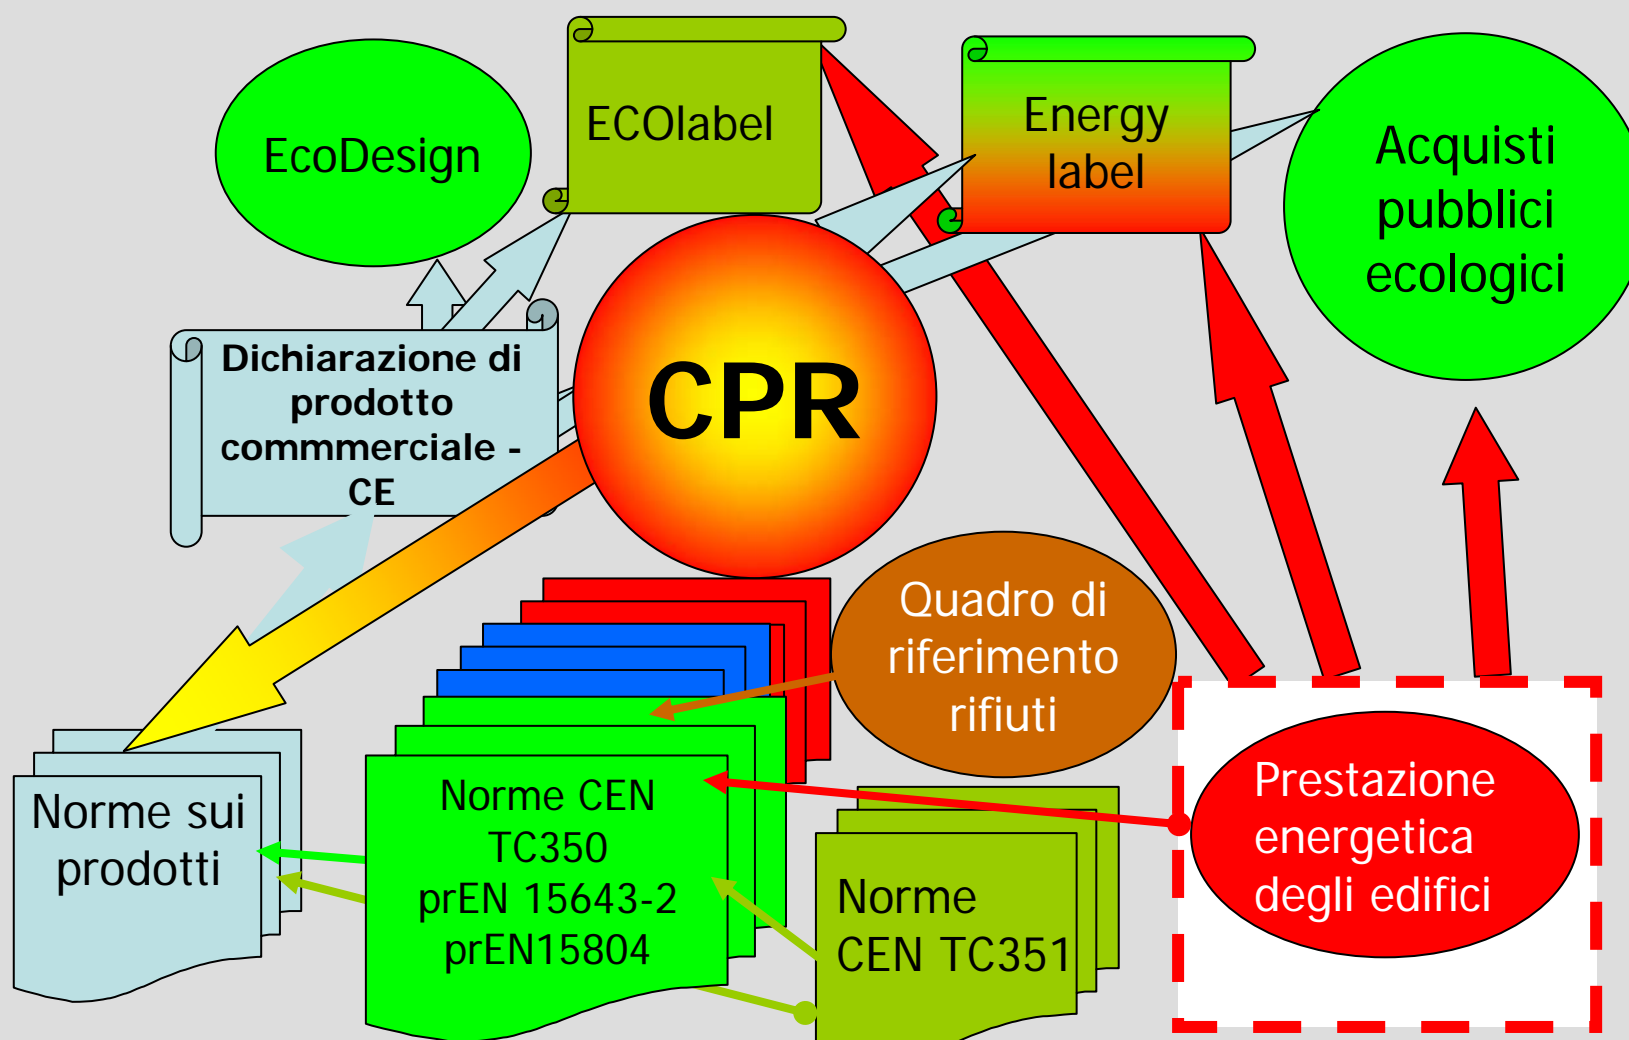 ECOlabel
EcoDesign
Energy
label
Acquisti
pubblici
ecologici
Dichiarazione di
prodotto
commmerciale -
CE
CPR
Quadro di
riferimento
rifiuti
Norme sui
prodotti
Norme CEN
TC350
prEN 15643-2
prEN15804
Norme
CEN TC351
Prestazione
energetica
degli edifici